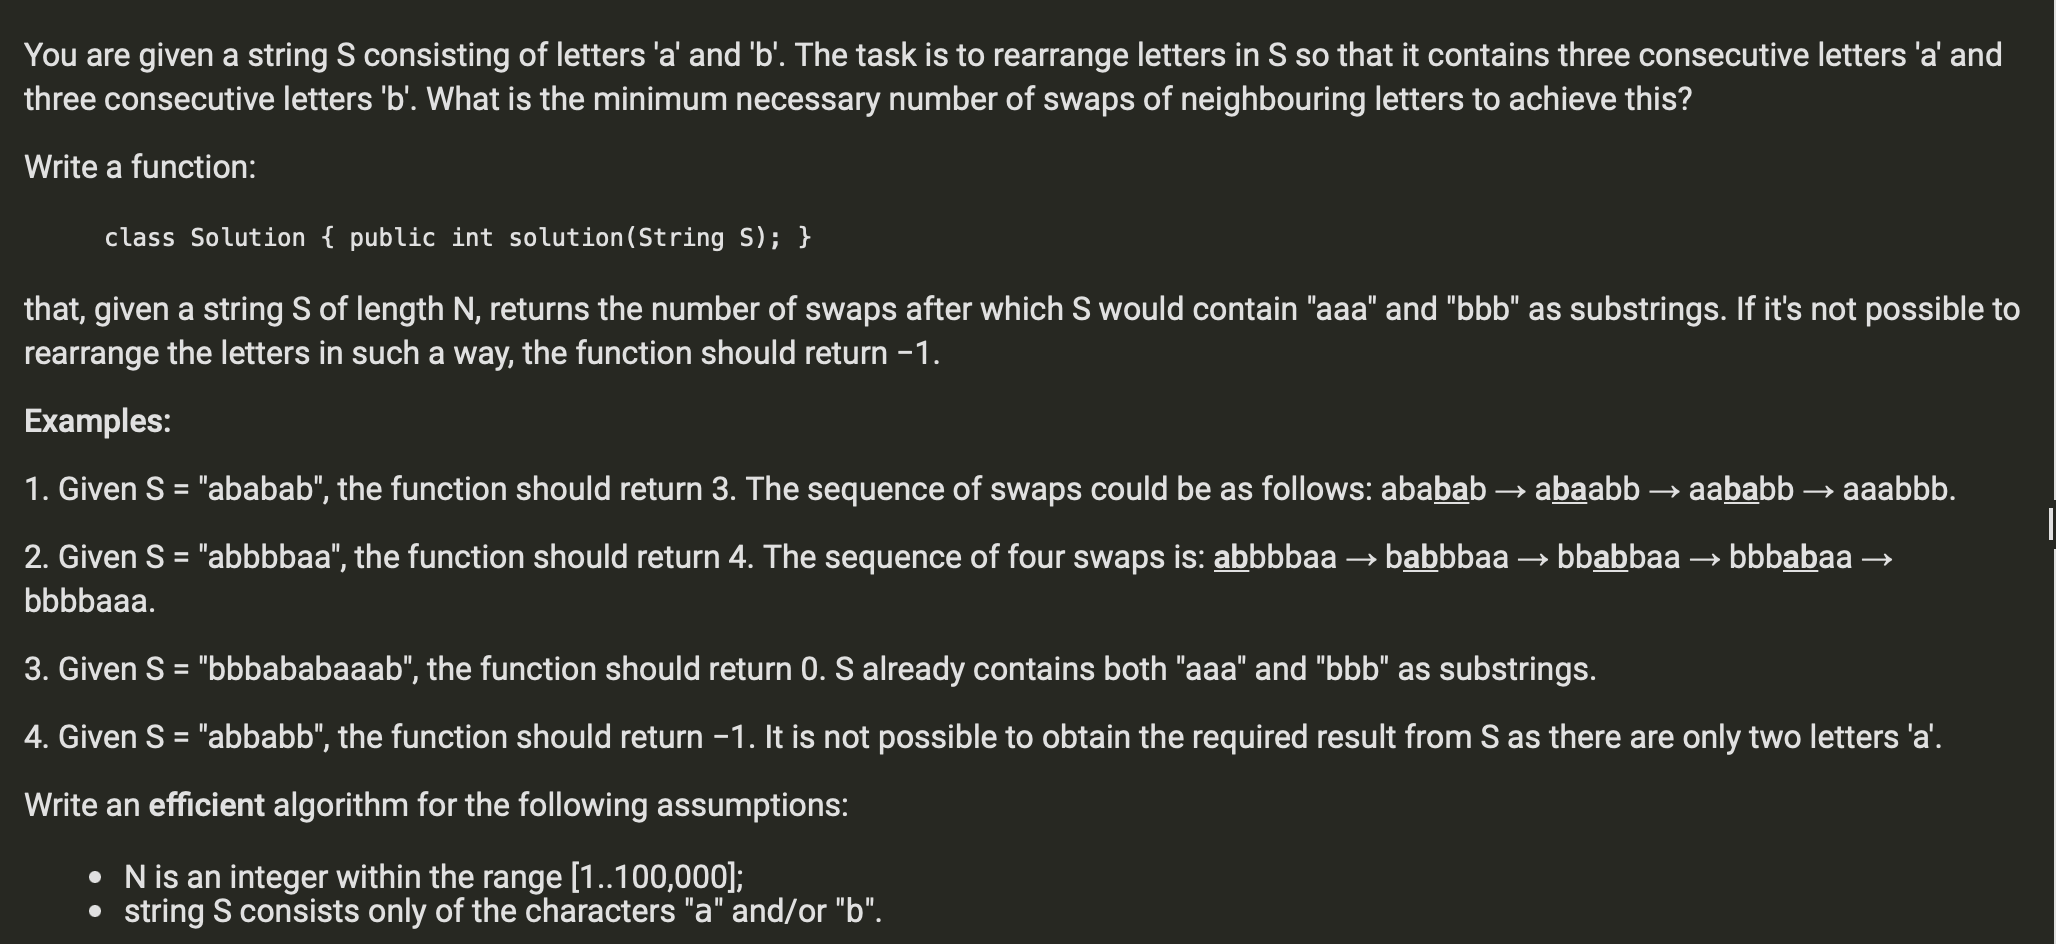 You are given a string S consisting of letters 'a' and 'b'. The task is to rearrange letters in S so that it contains three consecutive letters 'a' and
three consecutive letters 'b'. What is the minimum necessary number of swaps of neighbouring letters to achieve this?
Write a function:
class Solution { public int solution(String S); }
that, given a string S of length N, returns the number of swaps after which S would contain "aaa" and "bbb" as substrings. If it's not possible to
rearrange the letters in such a way, the function should return −1.
Examples:
1. Given S = "ababab", the function should return 3. The sequence of swaps could be as follows: ababab → abaabb → aababb → aaabbb.
2. Given S = "abbbbaa", the function should return 4. The sequence of four swaps is: abbbbaa → babbbaa → bbabbaa → bbbabaa →
bbbbaaa.
3. Given S = "bbbababaaab", the function should return 0. S already contains both "aaa" and "bbb" as substrings.
4. Given S = "abbabb", the function should return −1. It is not possible to obtain the required result from S as there are only two letters 'a'.
Write an efficient algorithm for the following assumptions:
• N is an integer within the range [1..100,000];
• string S consists only of the characters "a" and/or "b".